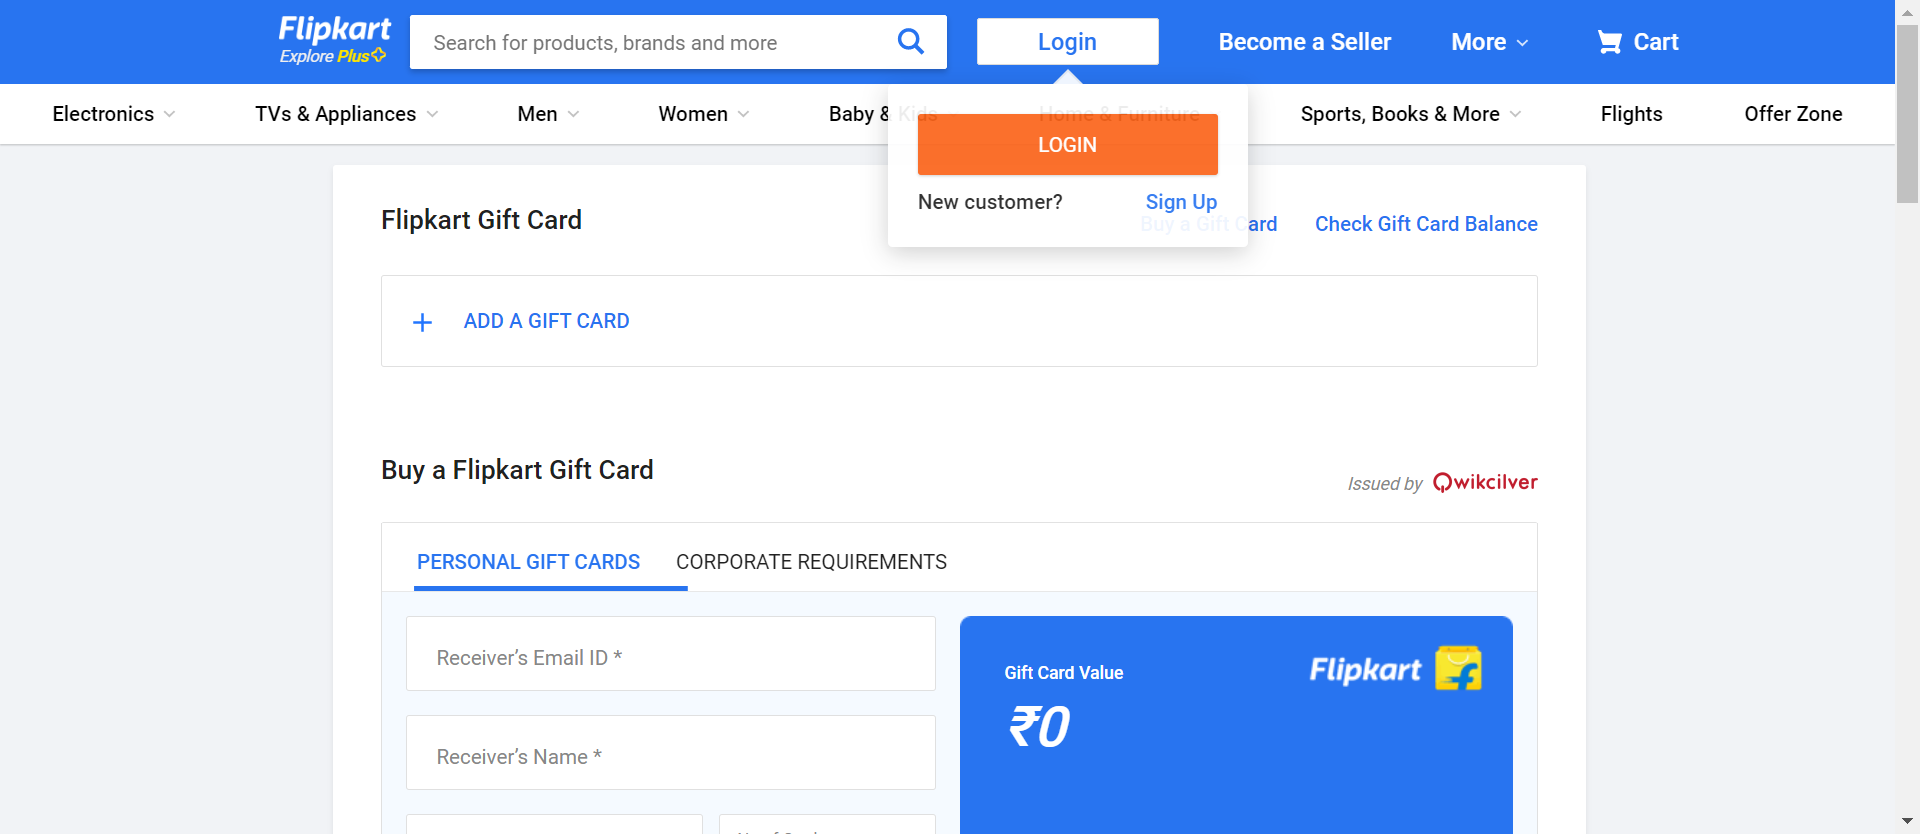 Flipkart
Explore Plus
Search for products, brands and more
Login
Become a Seller
More
Cart
Electronics
TVs & Appliances
Men
Women
Baby & Kids
Home & Furniture
Sports, Books & More
Flights
Offer Zone
LOGIN
New customer?
Sign Up
Flipkart Gift Card
Buy a Gift Card
Check Gift Card Balance
ADD A GIFT CARD
Buy a Flipkart Gift Card
Issued by Qwikcilver
PERSONAL GIFT CARDS
CORPORATE REQUIREMENTS
Receiver’s Email ID *
Gift Card Value
Flipkart
₹0
Receiver’s Name *